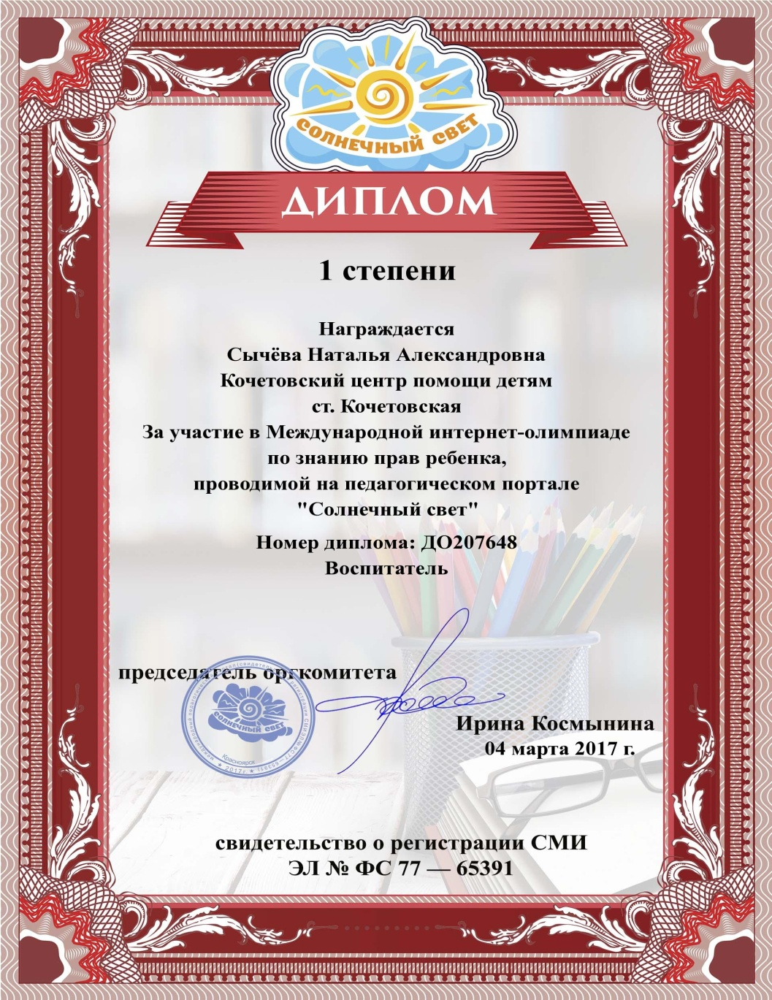 СОЛНЕЧНЫЙ СВЕТ
ДИПЛОМ
1 степени
Награждается
Сычёва Наталья Александровна
Кочетовский центр помощи детям
ст. Кочетовская
За участие в Международной интернет-олимпиаде
по знанию прав ребенка,
проводимой на педагогическом портале
"Солнечный свет"
Номер диплома: ДО207648
Воспитатель
председатель оргкомитета
СОЛНЕЧНЫЙ СВЕТ
Красноярск
★ 2017г. ★
Ирина Космынина
04 марта 2017 г.
свидетельство о регистрации СМИ
ЭЛ № ФС 77 — 65391